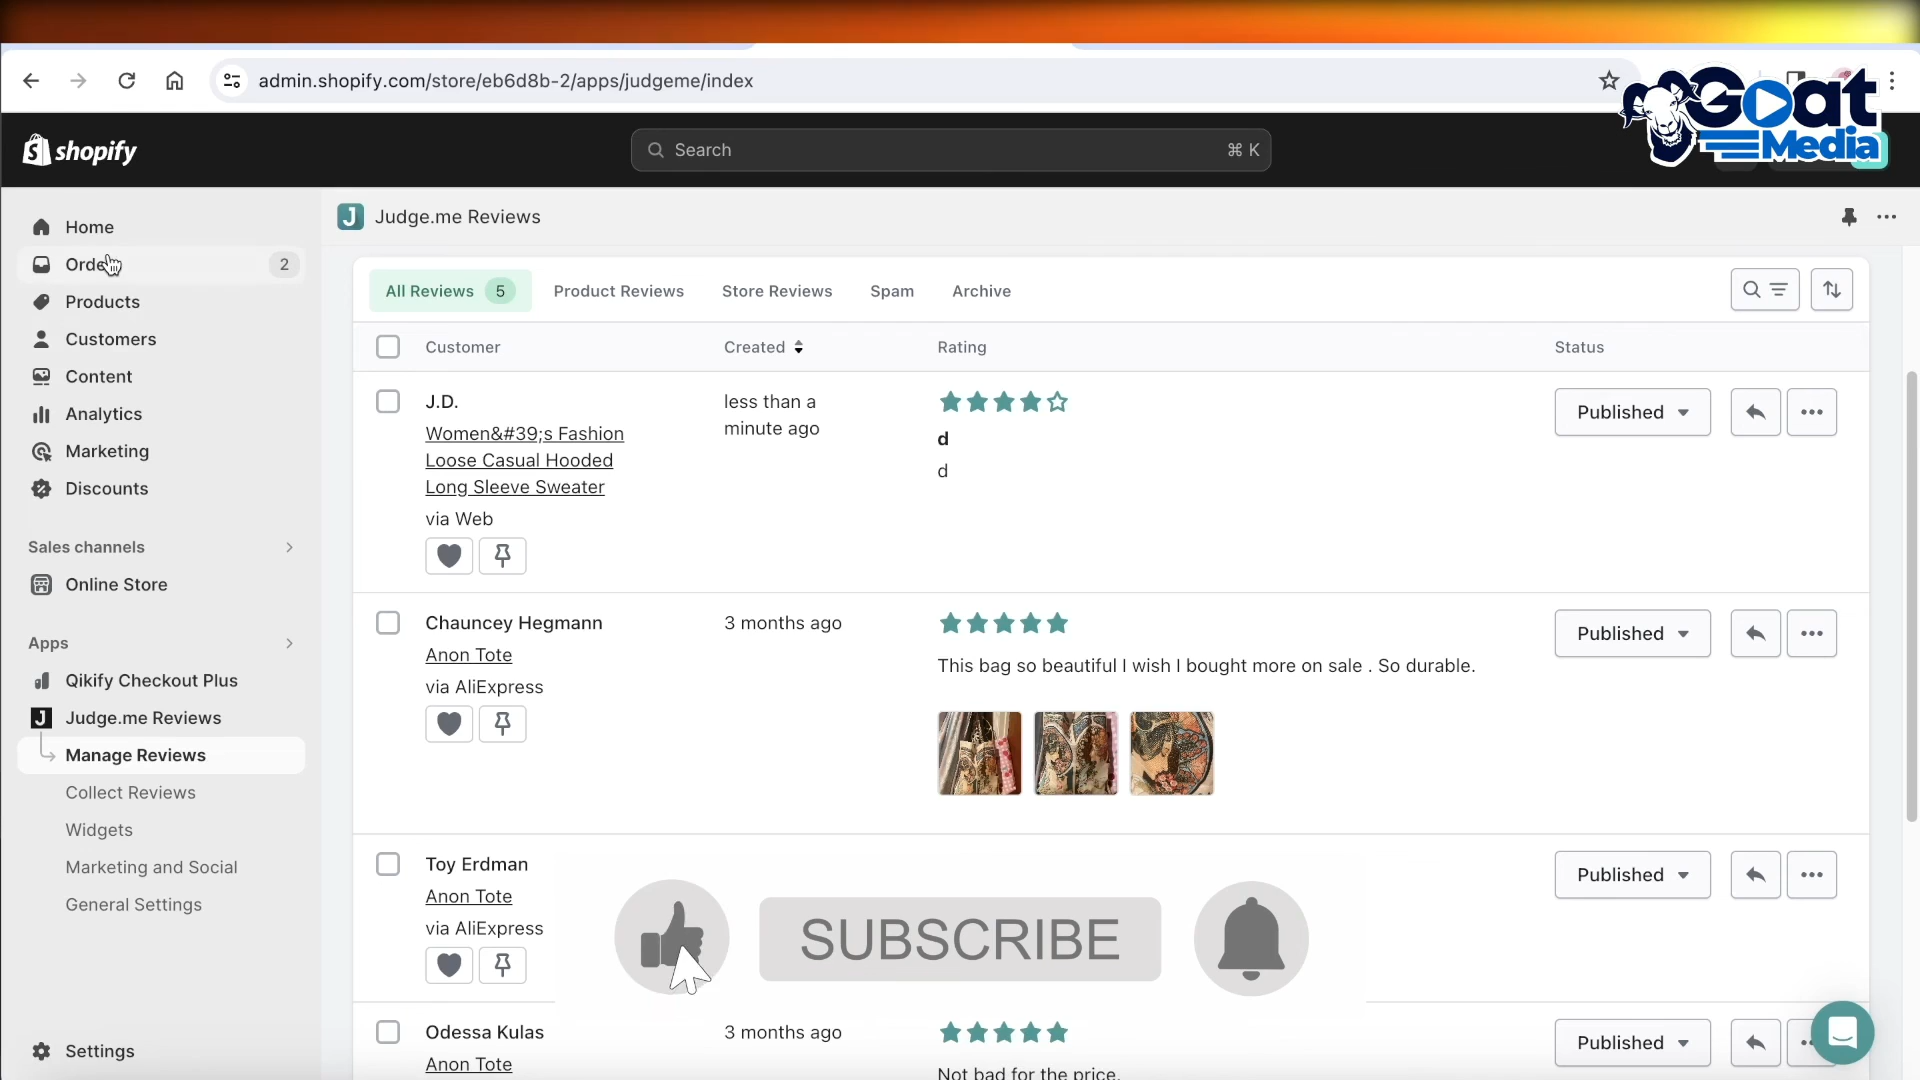 admin.shopify.com/store/eb6d8b-2/apps/judgeme/index
Goat
Media
shopify
Search
⌘ K
Home
Orde
2
Products
Customers
Content
Analytics
Marketing
Discounts
Sales channels
Online Store
Apps
Qikify Checkout Plus
Judge.me Reviews
Manage Reviews
Collect Reviews
Widgets
Marketing and Social
General Settings
Settings
Judge.me Reviews
All Reviews 5 Product Reviews Store Reviews Spam Archive
Customer Created Rating Status
J.D.
Women&#39;s Fashion
Loose Casual Hooded
Long Sleeve Sweater
via Web
less than a
minute ago
d
d
Published
Chauncey Hegmann
Anon Tote
via AliExpress
3 months ago
This bag so beautiful I wish I bought more on sale . So durable.
Published
Toy Erdman
Anon Tote
via AliExpress
Published
SUBSCRIBE
Odessa Kulas
Anon Tote
3 months ago
Not bad for the price.
Published